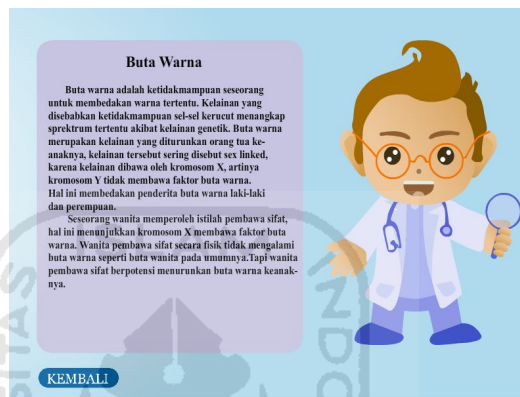 Buta Warna
Buta warna adalah ketidakmampuan seseorang
untuk membedakan warna tertentu. Kelainan yang
disebabkan ketidakmampuan sel-sel kerucut menangkap
sprektrum tertentu akibat kelainan genetik. Buta warna
merupakan kelainan yang diturunkan orang tua ke-
anaknya, kelainan tersebut sering disebut sex linked,
karena kelainan dibawa oleh kromosom X, artinya
kromosom Y tidak membawa faktor buta warna.
Hal ini membedakan penderita buta warna laki-laki
dan perempuan.
Seseorang wanita memperoleh istilah pembawa sifat,
hal ini menunjukkan kromosom X membawa faktor buta
warna. Wanita pembawa sifat secara fisik tidak mengalami
buta warna seperti buta wanita pada umumnya.Tapi wanita
pembawa sifat berpotensi menurunkan buta warna keanak-
nya.
KEMBALI